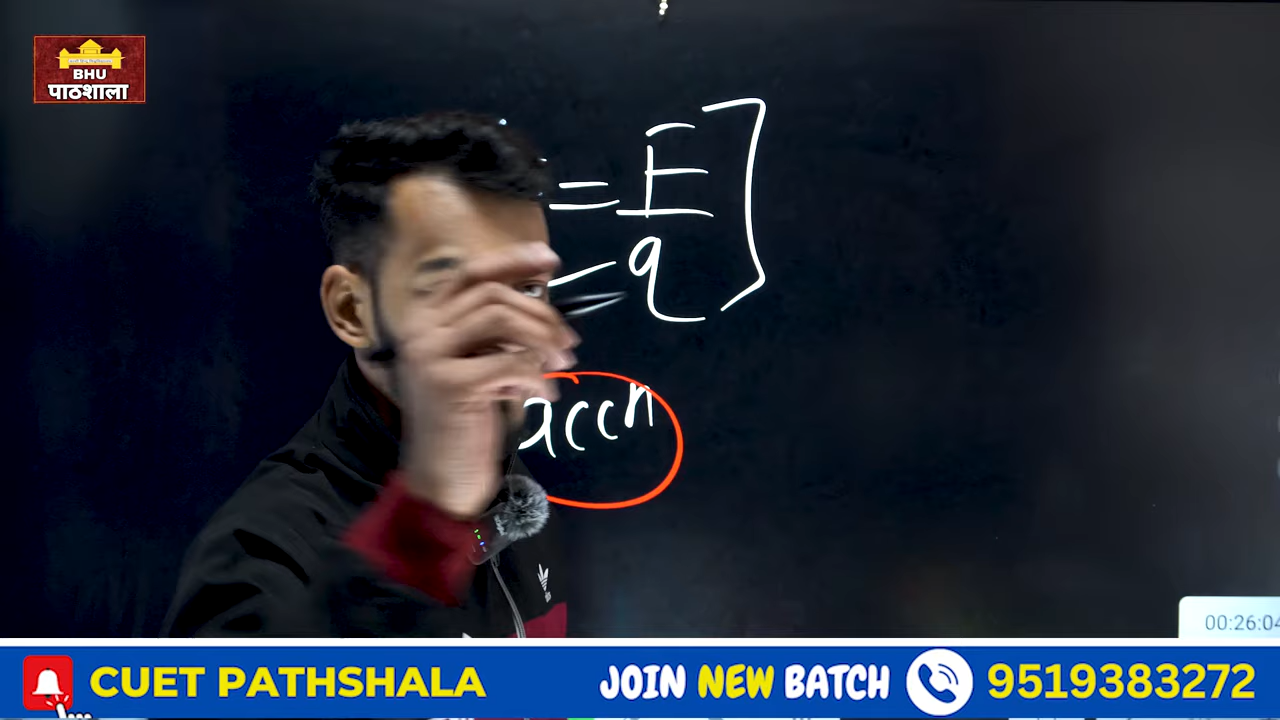 BHU
पाठशाला
= E
q
accn
00:26:04
CUET PATHSHALA
JOIN NEW BATCH
9519383272